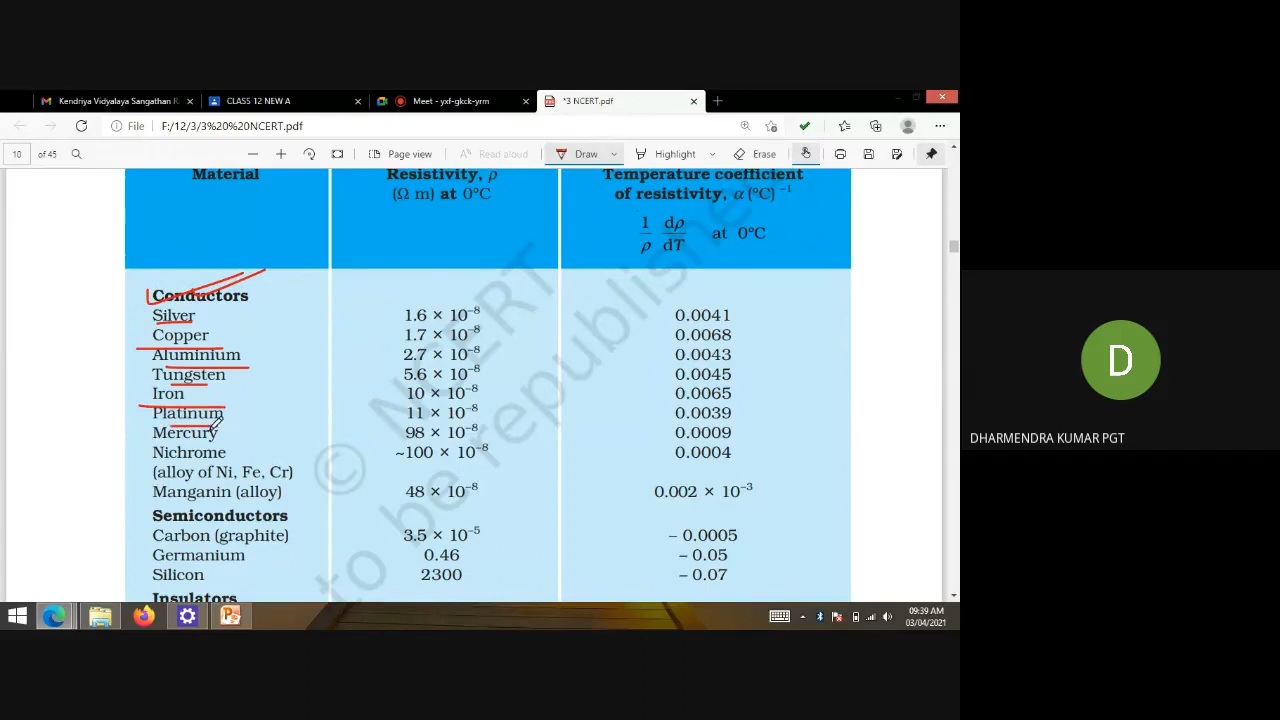 Kendriya Vidyalaya Sangathan R
CLASS 12 NEW A
Meet - yxf-gkck-yrm
*3 NCERT.pdf
File F:/12/3/3%20%20NCERT.pdf
10 of 45 Page view Read aloud Draw Highlight Erase
Material Resistivity, ρ Temperature coefficient
(Ω m) at 0°C of resistivity, α (°C) ⁻¹
1 dρ
ρ dT at 0°C
Conductors
Silver 1.6 × 10⁻⁸ 0.0041
Copper 1.7 × 10⁻⁸ 0.0068
Aluminium 2.7 × 10⁻⁸ 0.0043
Tungsten 5.6 × 10⁻⁸ 0.0045
Iron 10 × 10⁻⁸ 0.0065
Platinum 11 × 10⁻⁸ 0.0039
Mercury 98 × 10⁻⁸ 0.0009
Nichrome ~100 × 10⁻⁸ 0.0004
(alloy of Ni, Fe, Cr)
Manganin (alloy) 48 × 10⁻⁸ 0.002 × 10⁻³
Semiconductors
Carbon (graphite) 3.5 × 10⁻⁵ – 0.0005
Germanium 0.46 – 0.05
Silicon 2300 – 0.07
Insulators
© NCERT
to be republishe
09:39 AM
03/04/2021
D
DHARMENDRA KUMAR PGT